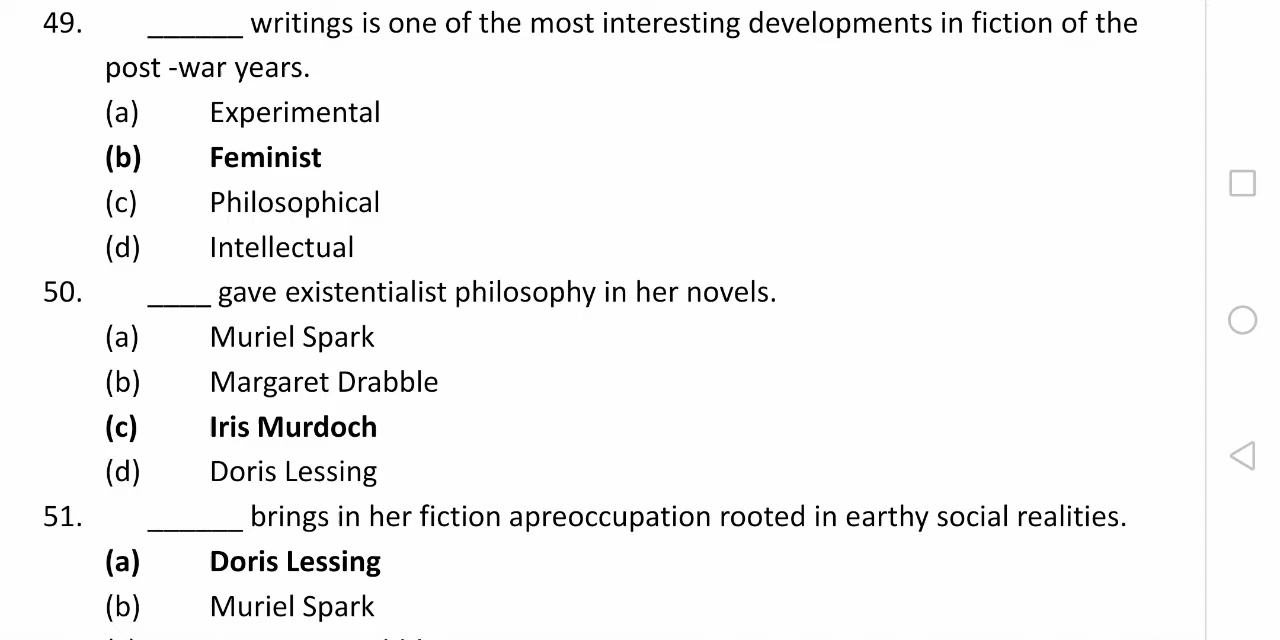 49. ______ writings is one of the most interesting developments in fiction of the
post -war years.
(a) Experimental
(b) Feminist
(c) Philosophical
(d) Intellectual
50. ____ gave existentialist philosophy in her novels.
(a) Muriel Spark
(b) Margaret Drabble
(c) Iris Murdoch
(d) Doris Lessing
51. ______ brings in her fiction apreoccupation rooted in earthy social realities.
(a) Doris Lessing
(b) Muriel Spark